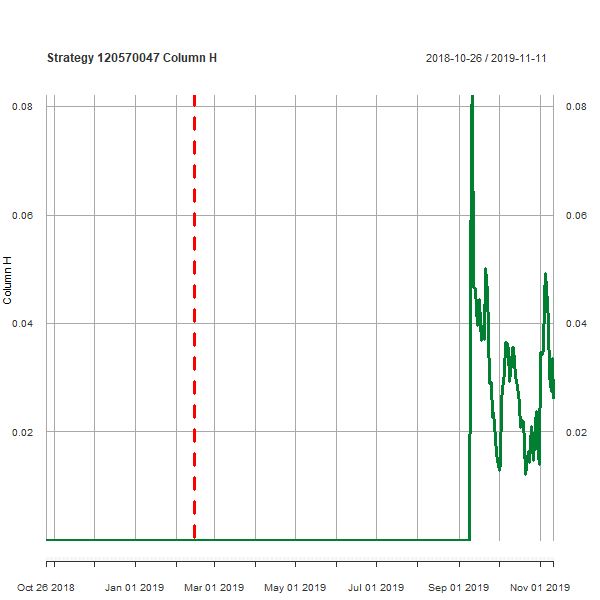 Strategy 120570047 Column H
2018-10-26 / 2019-11-11
0.08
0.08
0.06
0.06
Column H
0.04
0.04
0.02
0.02
Oct 26 2018
Jan 01 2019
Mar 01 2019
May 01 2019
Jul 01 2019
Sep 01 2019
Nov 01 2019